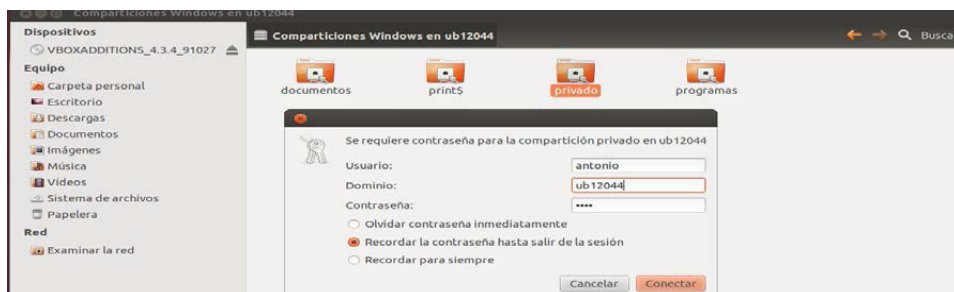 Comparticiones Windows en ub12044
Dispositivos
VBOXADDITIONS_4.3.4_91027
Equipo
Carpeta personal
Escritorio
Descargas
Documentos
Imágenes
Música
Vídeos
Sistema de archivos
Papelera
Red
Examinar la red
Comparticiones Windows en ub12044
Busca
documentos
print$
privado
programas
Se requiere contraseña para la compartición privado en ub12044
Usuario: antonio
Dominio: ub12044
Contraseña: ••••
Olvidar contraseña inmediatamente
Recordar la contraseña hasta salir de la sesión
Recordar para siempre
Cancelar
Conectar